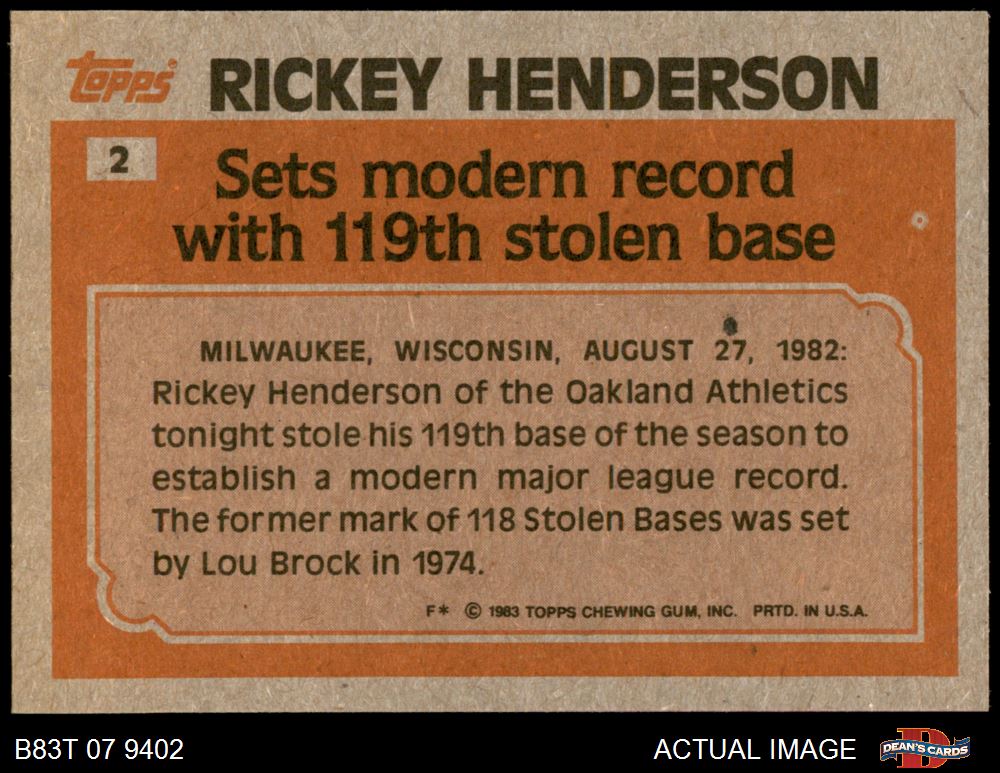 topps RICKEY HENDERSON
2
Sets modern record
with 119th stolen base
MILWAUKEE, WISCONSIN, AUGUST 27, 1982:
Rickey Henderson of the Oakland Athletics
tonight stole his 119th base of the season to
establish a modern major league record.
The former mark of 118 Stolen Bases was set
by Lou Brock in 1974.
F* © 1983 TOPPS CHEWING GUM, INC. PRTD. IN U.S.A.
B83T 07 9402 ACTUAL IMAGE DEAN'S CARDS